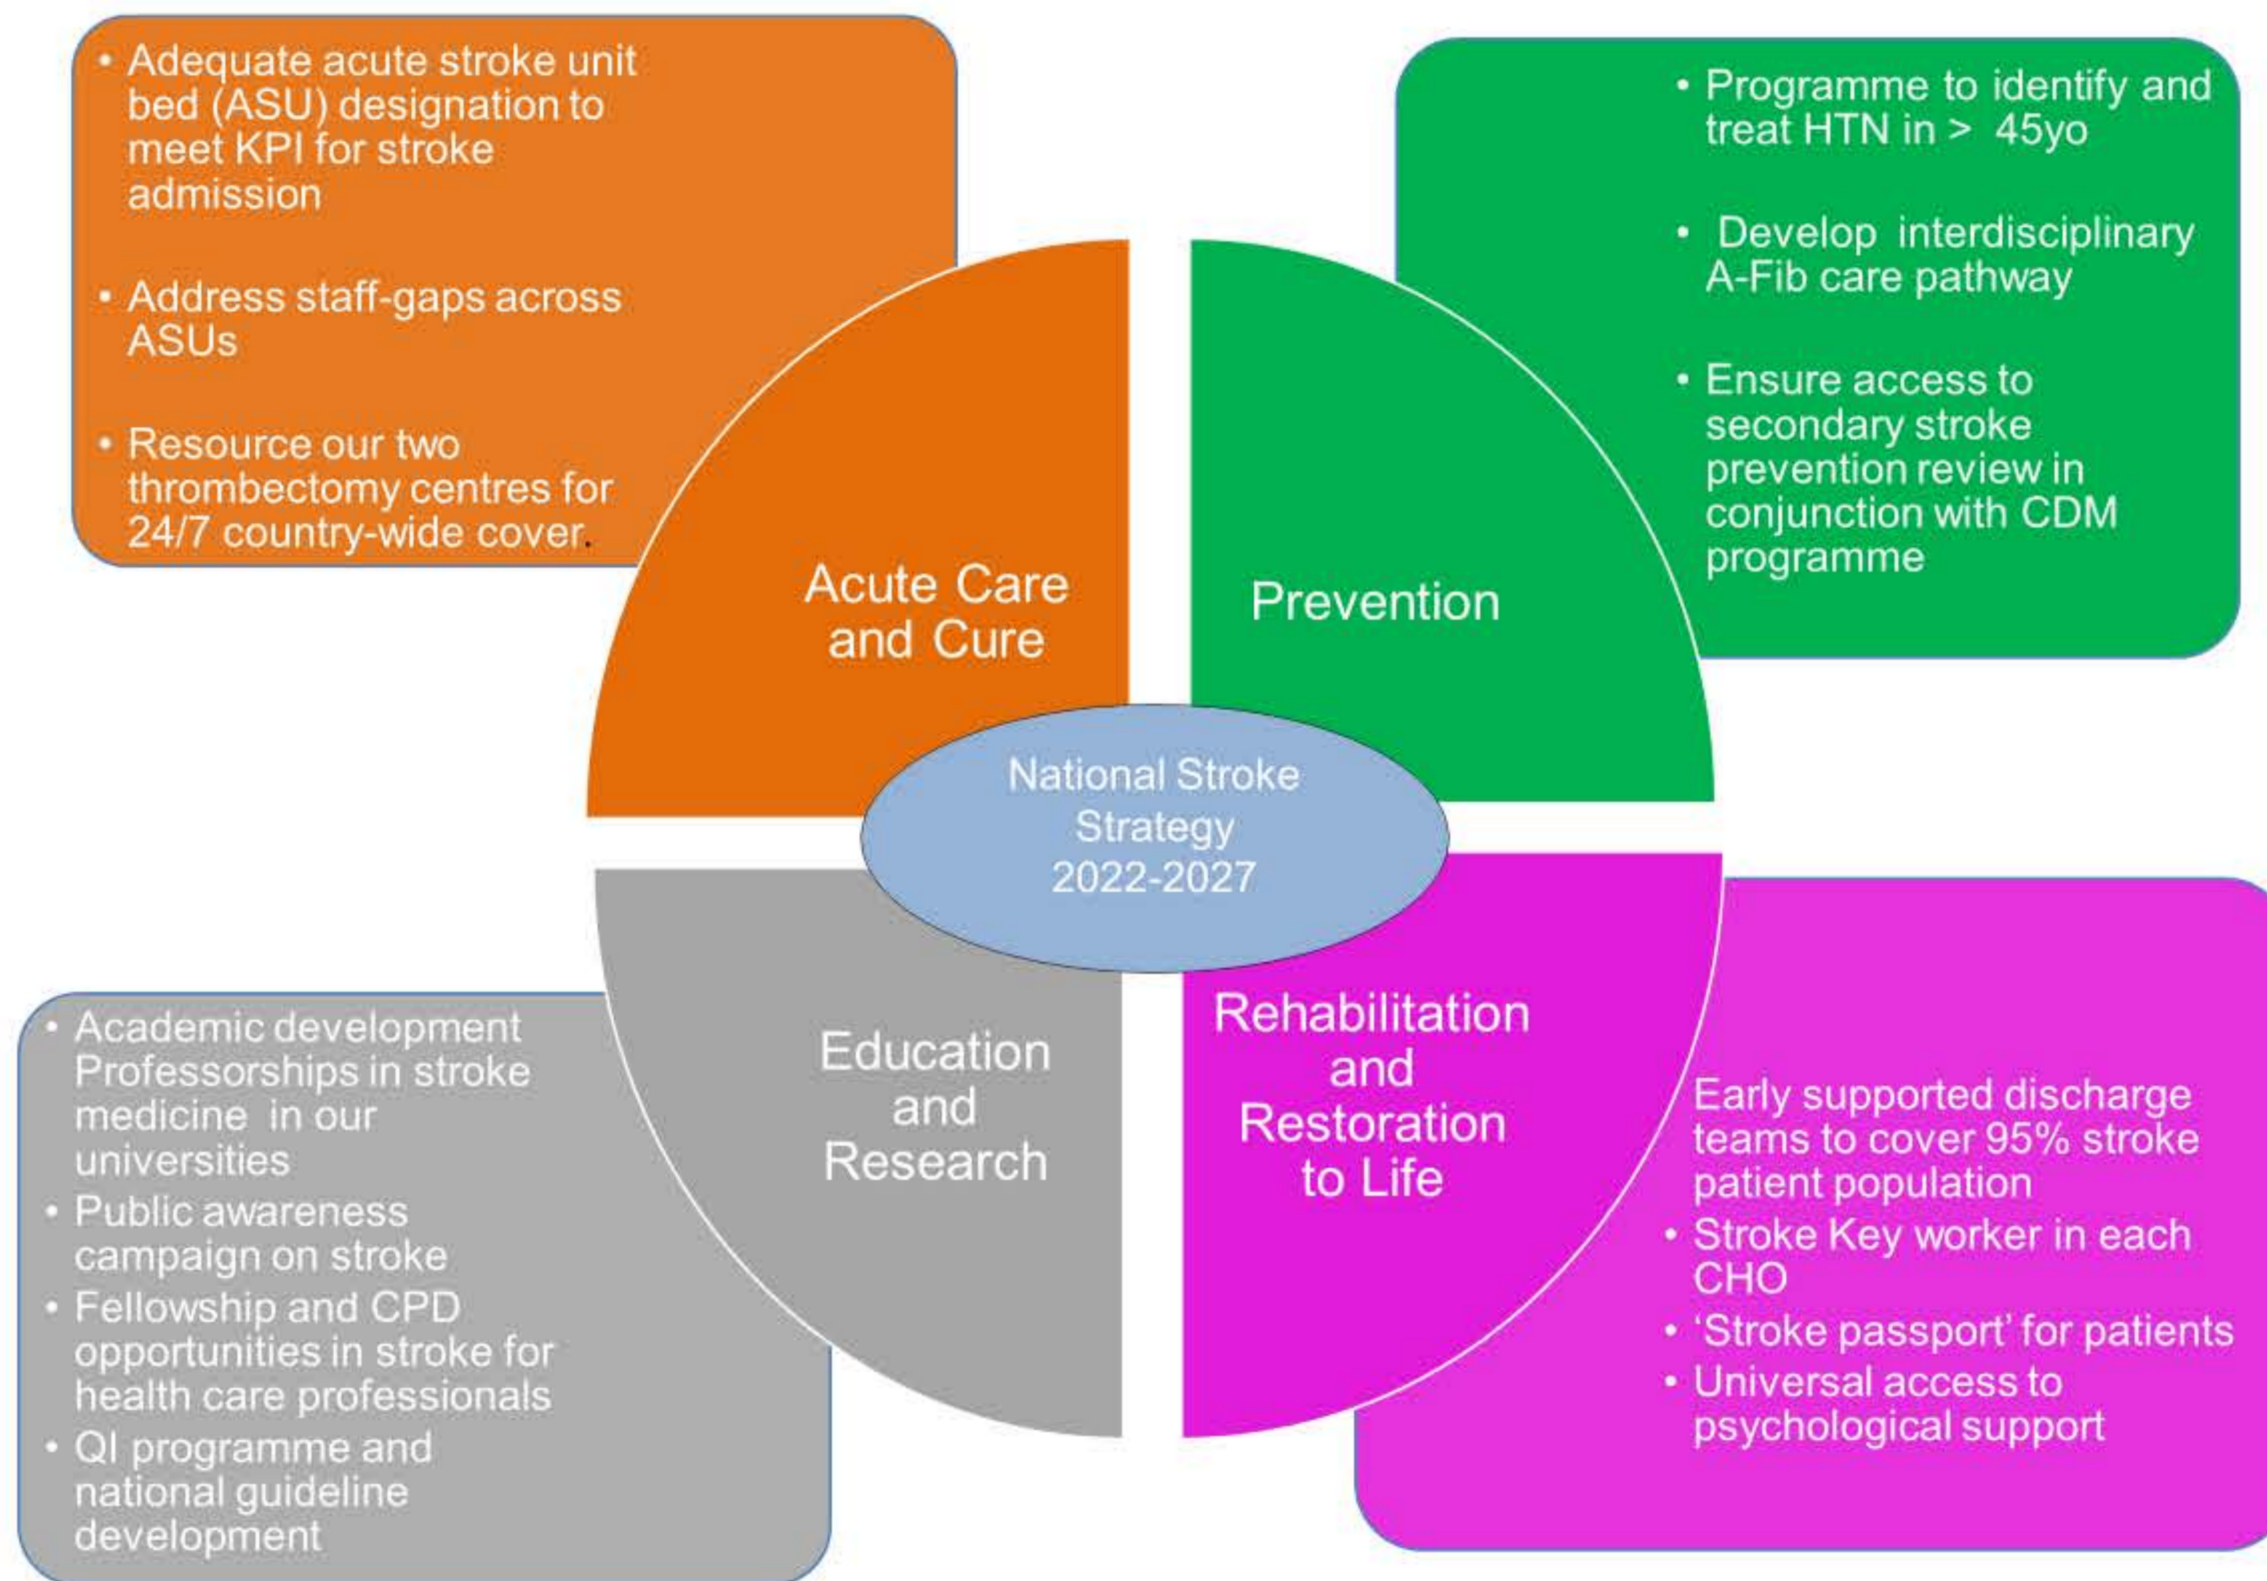 • Adequate acute stroke unit
bed (ASU) designation to
meet KPI for stroke
admission
• Address staff-gaps across
ASUs
• Resource our two
thrombectomy centres for
24/7 country-wide cover.
Acute Care
and Cure
• Programme to identify and
treat HTN in > 45yo
• Develop interdisciplinary
A-Fib care pathway
• Ensure access to
secondary stroke
prevention review in
conjunction with CDM
programme
Prevention
National Stroke
Strategy
2022-2027
• Academic development
Professorships in stroke
medicine in our
universities
• Public awareness
campaign on stroke
• Fellowship and CPD
opportunities in stroke for
health care professionals
• QI programme and
national guideline
development
Education
and
Research
Rehabilitation
and
Restoration
to Life
Early supported discharge
teams to cover 95% stroke
patient population
• Stroke Key worker in each
CHO
• ‘Stroke passport’ for patients
• Universal access to
psychological support